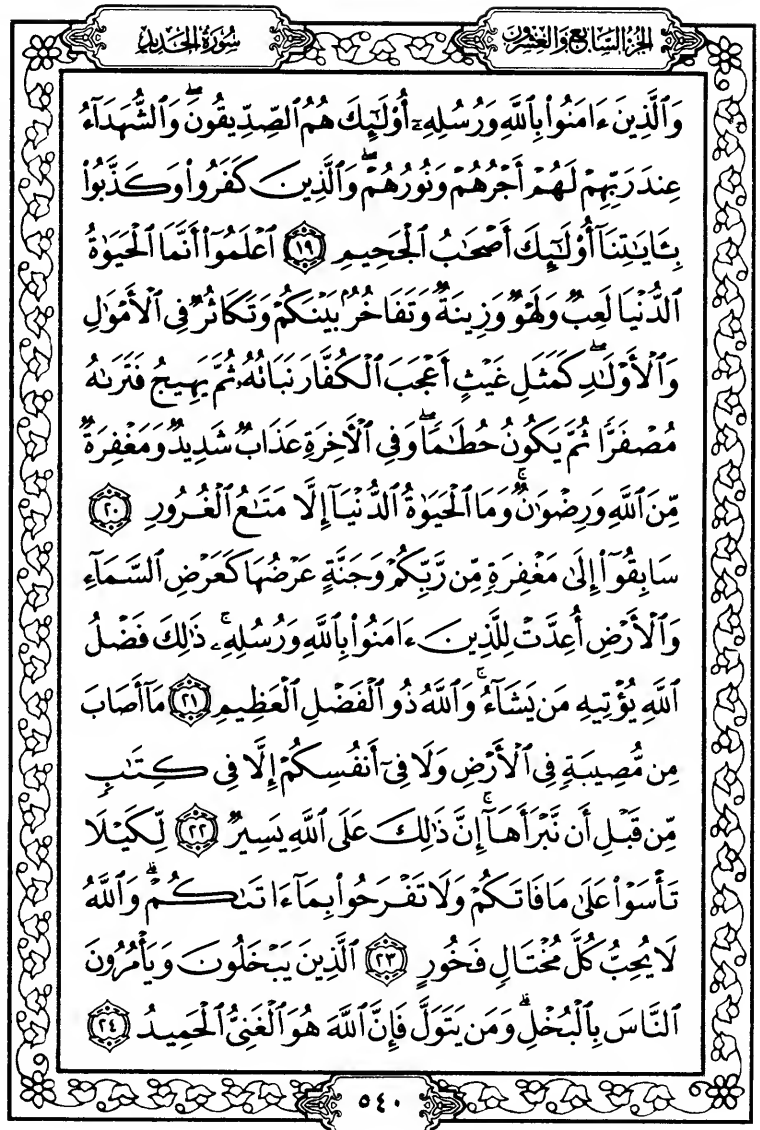 الجزء السابع والعشرون
سورة الحديد
وَٱلَّذِينَ ءَامَنُوا۟ بِٱللَّهِ وَرُسُلِهِۦٓ أُو۟لَـٰٓئِكَ هُمُ ٱلصِّدِّيقُونَ ۖ وَٱلشُّهَدَآءُ
عِندَ رَبِّهِمْ لَهُمْ أَجْرُهُمْ وَنُورُهُمْ ۖ وَٱلَّذِينَ كَفَرُوا۟ وَكَذَّبُوا۟
بِـَٔايَـٰتِنَآ أُو۟لَـٰٓئِكَ أَصْحَـٰبُ ٱلْجَحِيمِ ١٩ ٱعْلَمُوٓا۟ أَنَّمَا ٱلْحَيَوٰةُ
ٱلدُّنْيَا لَعِبٌ وَلَهْوٌ وَزِينَةٌ وَتَفَاخُرٌۢ بَيْنَكُمْ وَتَكَاثُرٌ فِى ٱلْأَمْوَٰلِ
وَٱلْأَوْلَـٰدِ ۖ كَمَثَلِ غَيْثٍ أَعْجَبَ ٱلْكُفَّارَ نَبَاتُهُۥ ثُمَّ يَهِيجُ فَتَرَىٰهُ
مُصْفَرًّا ثُمَّ يَكُونُ حُطَـٰمًا ۖ وَفِى ٱلْـَٔاخِرَةِ عَذَابٌ شَدِيدٌ وَمَغْفِرَةٌ
مِّنَ ٱللَّهِ وَرِضْوَٰنٌ ۚ وَمَا ٱلْحَيَوٰةُ ٱلدُّنْيَآ إِلَّا مَتَـٰعُ ٱلْغُرُورِ ٢٠
سَابِقُوٓا۟ إِلَىٰ مَغْفِرَةٍ مِّن رَّبِّكُمْ وَجَنَّةٍ عَرْضُهَا كَعَرْضِ ٱلسَّمَآءِ
وَٱلْأَرْضِ أُعِدَّتْ لِلَّذِينَ ءَامَنُوا۟ بِٱللَّهِ وَرُسُلِهِۦ ۚ ذَٰلِكَ فَضْلُ
ٱللَّهِ يُؤْتِيهِ مَن يَشَآءُ ۚ وَٱللَّهُ ذُو ٱلْفَضْلِ ٱلْعَظِيمِ ٢١ مَآ أَصَابَ
مِن مُّصِيبَةٍ فِى ٱلْأَرْضِ وَلَا فِىٓ أَنفُسِكُمْ إِلَّا فِى كِتَـٰبٍ
مِّن قَبْلِ أَن نَّبْرَأَهَآ ۚ إِنَّ ذَٰلِكَ عَلَى ٱللَّهِ يَسِيرٌ ٢٢ لِّكَيْلَا
تَأْسَوْا۟ عَلَىٰ مَا فَاتَكُمْ وَلَا تَفْرَحُوا۟ بِمَآ ءَاتَىٰكُمْ ۗ وَٱللَّهُ
لَا يُحِبُّ كُلَّ مُخْتَالٍ فَخُورٍ ٢٣ ٱلَّذِينَ يَبْخَلُونَ وَيَأْمُرُونَ
ٱلنَّاسَ بِٱلْبُخْلِ ۗ وَمَن يَتَوَلَّ فَإِنَّ ٱللَّهَ هُوَ ٱلْغَنِىُّ ٱلْحَمِيدُ ٢٤
٥٤٠